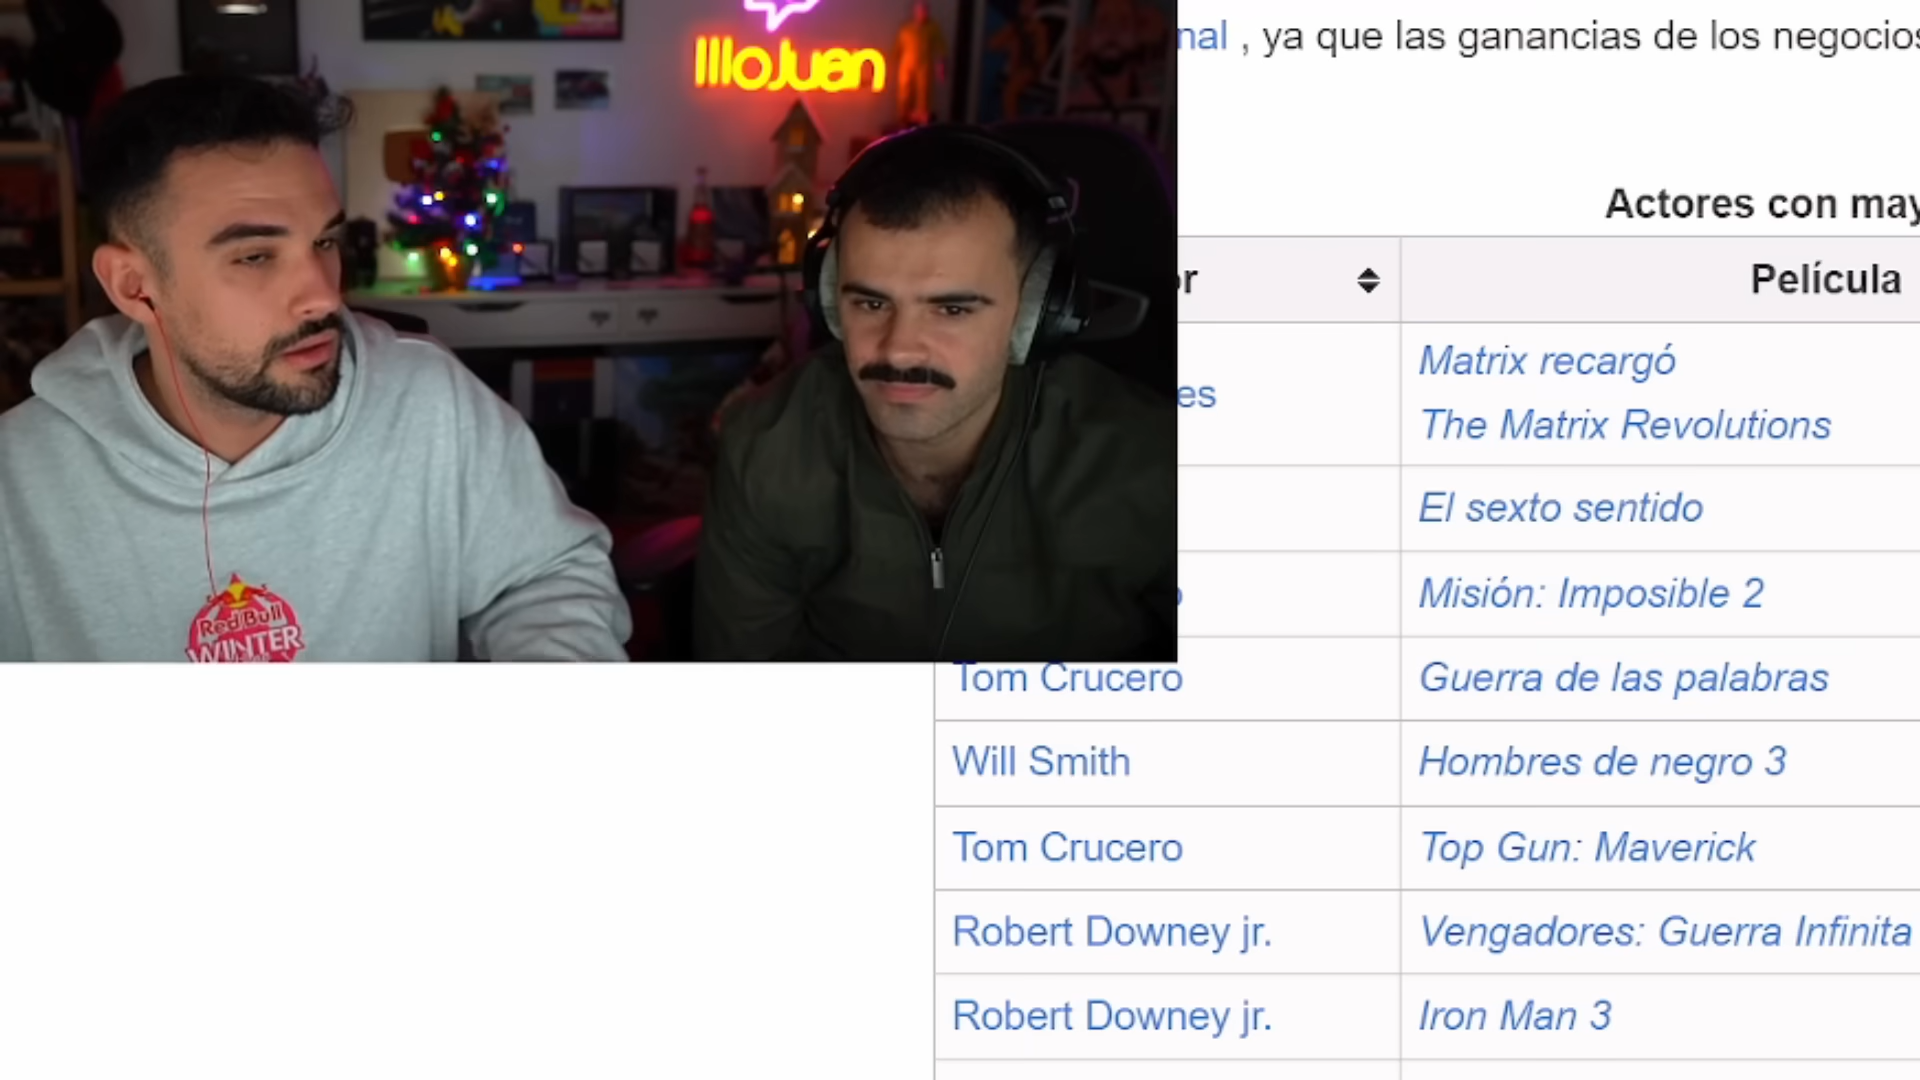 IlloJuan
nal , ya que las ganancias de los negocios
Actores con may
or
Película
es
Matrix recargó
The Matrix Revolutions
El sexto sentido
Misión: Imposible 2
Tom Crucero
Guerra de las palabras
Will Smith
Hombres de negro 3
Tom Crucero
Top Gun: Maverick
Robert Downey jr.
Vengadores: Guerra Infinita
Robert Downey jr.
Iron Man 3
Red Bull
WINTER